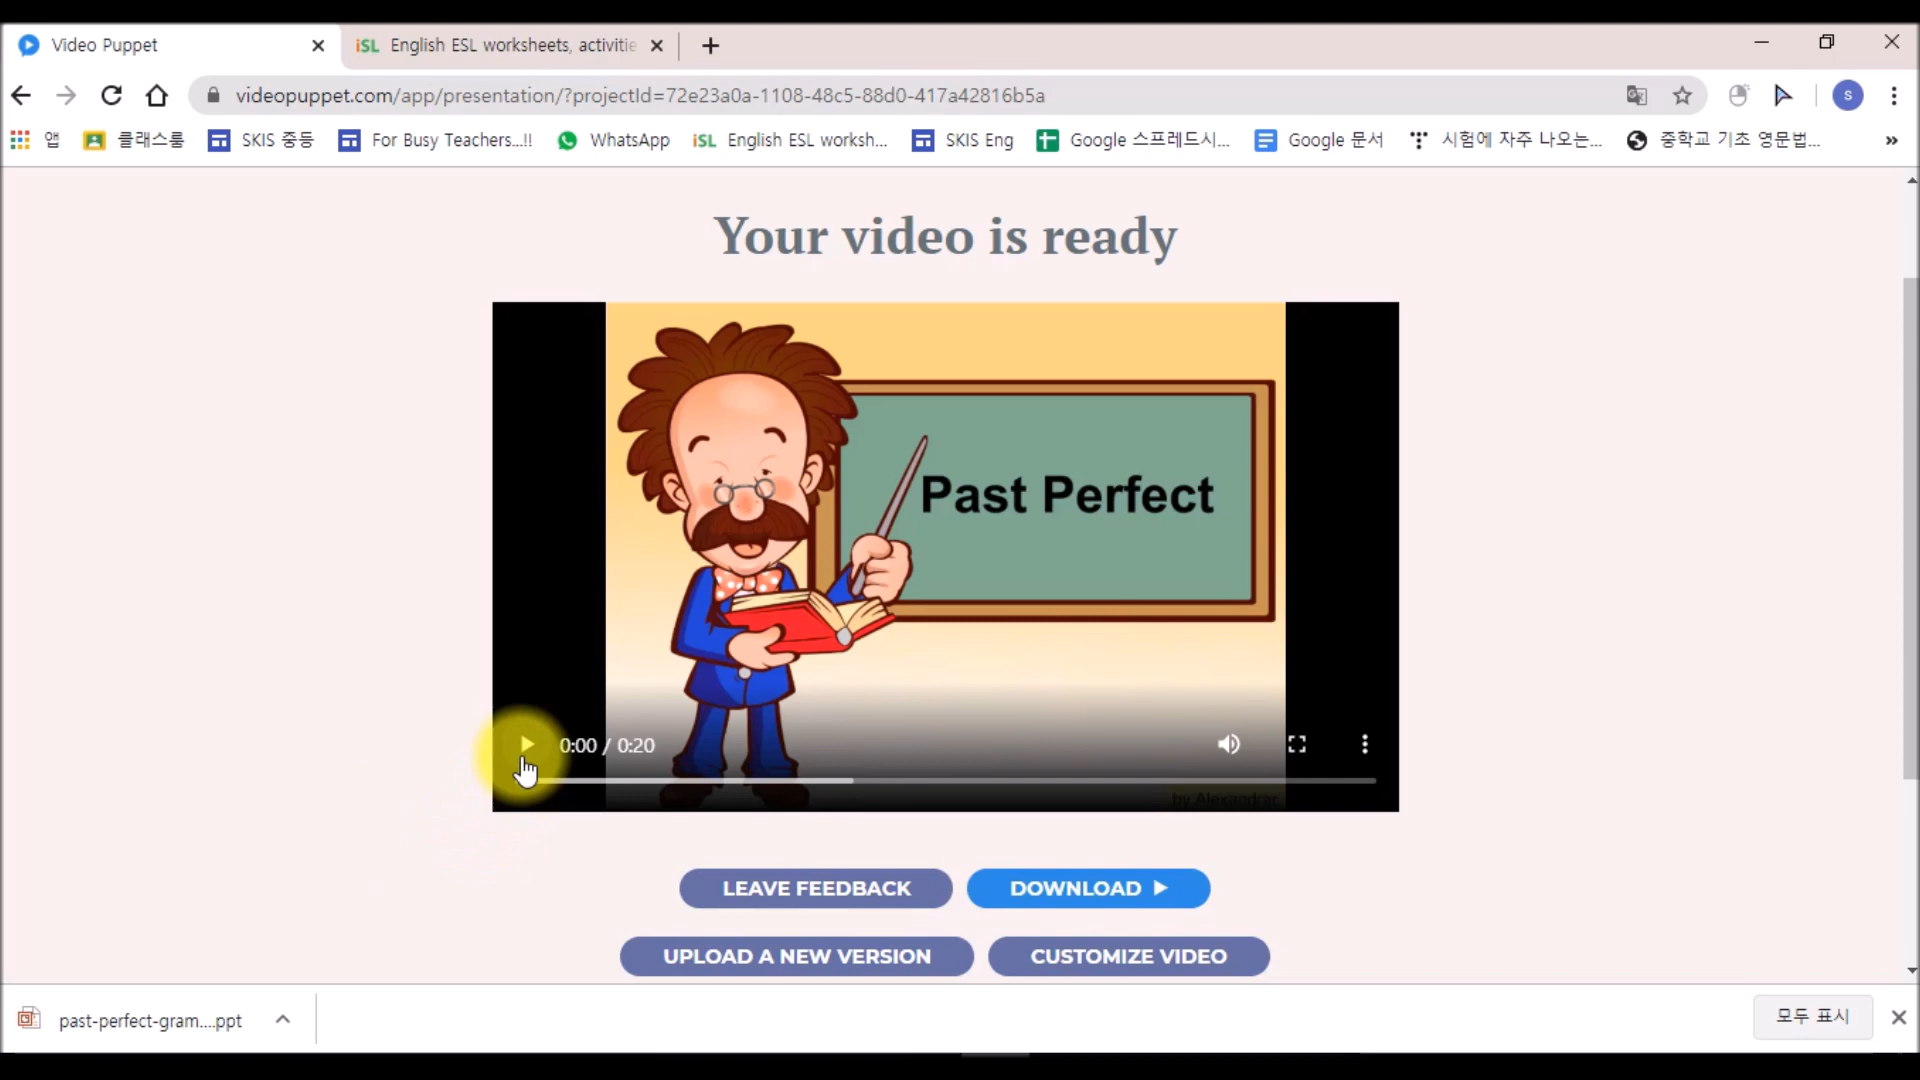 Video Puppet
iSL English ESL worksheets, activitie
videopuppet.com/app/presentation/?projectId=72e23a0a-1108-48c5-88d0-417a42816b5a
s
앱
클래스룸
SKIS 중등
For Busy Teachers...!!
WhatsApp
iSL English ESL worksh...
SKIS Eng
Google 스프레드시...
Google 문서
시험에 자주 나오는...
중학교 기초 영문법...
»
Your video is ready
Past Perfect
0:00 / 0:20
by Alexandrar
LEAVE FEEDBACK
DOWNLOAD
UPLOAD A NEW VERSION
CUSTOMIZE VIDEO
past-perfect-gram....ppt
모두 표시